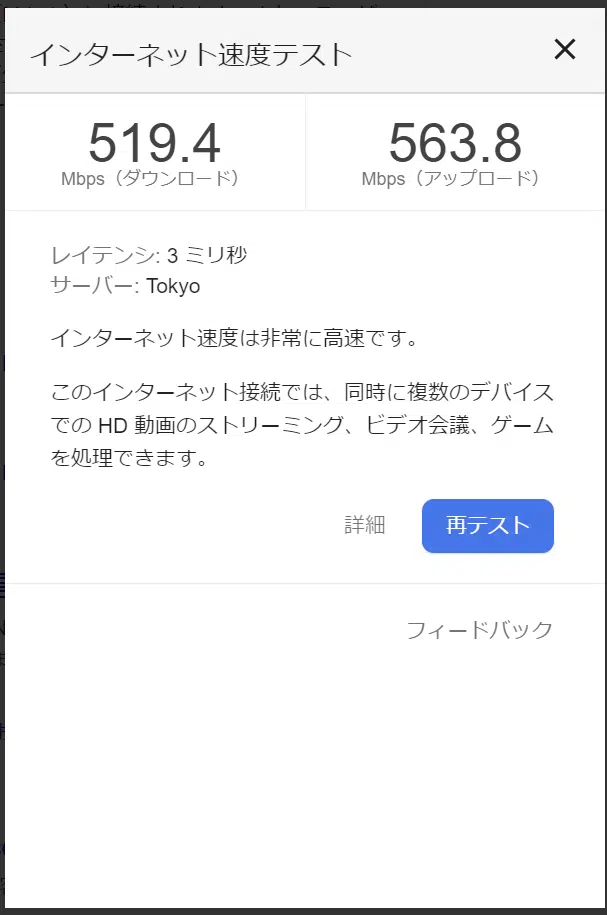 インターネット速度テスト
519.4
Mbps（ダウンロード）
563.8
Mbps（アップロード）
レイテンシ: 3 ミリ秒
サーバー: Tokyo
インターネット速度は非常に高速です。
このインターネット接続では、同時に複数のデバイス
での HD 動画のストリーミング、ビデオ会議、ゲーム
を処理できます。
詳細
再テスト
フィードバック